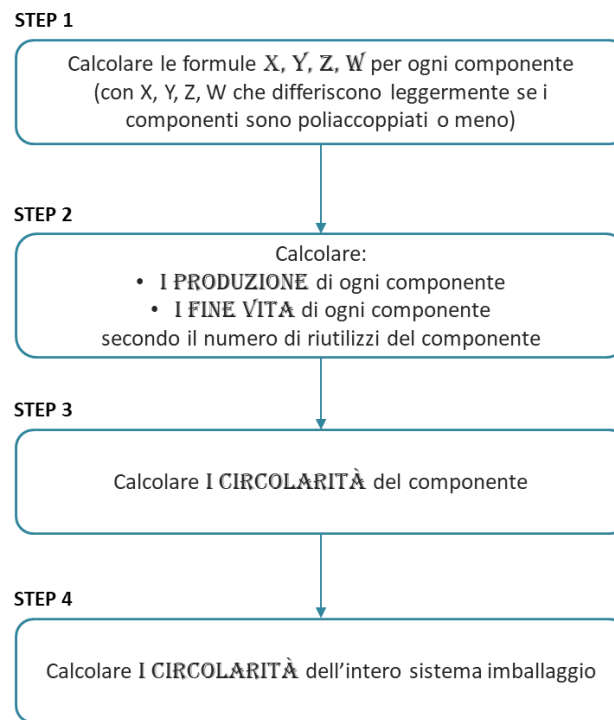 STEP 1
Calcolare le formule X, Y, Z, W per ogni componente
(con X, Y, Z, W che differiscono leggermente se i
componenti sono poliaccoppiati o meno)
STEP 2
Calcolare:
• I PRODUZIONE di ogni componente
• I FINE VITA di ogni componente
secondo il numero di riutilizzi del componente
STEP 3
Calcolare I CIRCOLARITÀ del componente
STEP 4
Calcolare I CIRCOLARITÀ dell'intero sistema imballaggio